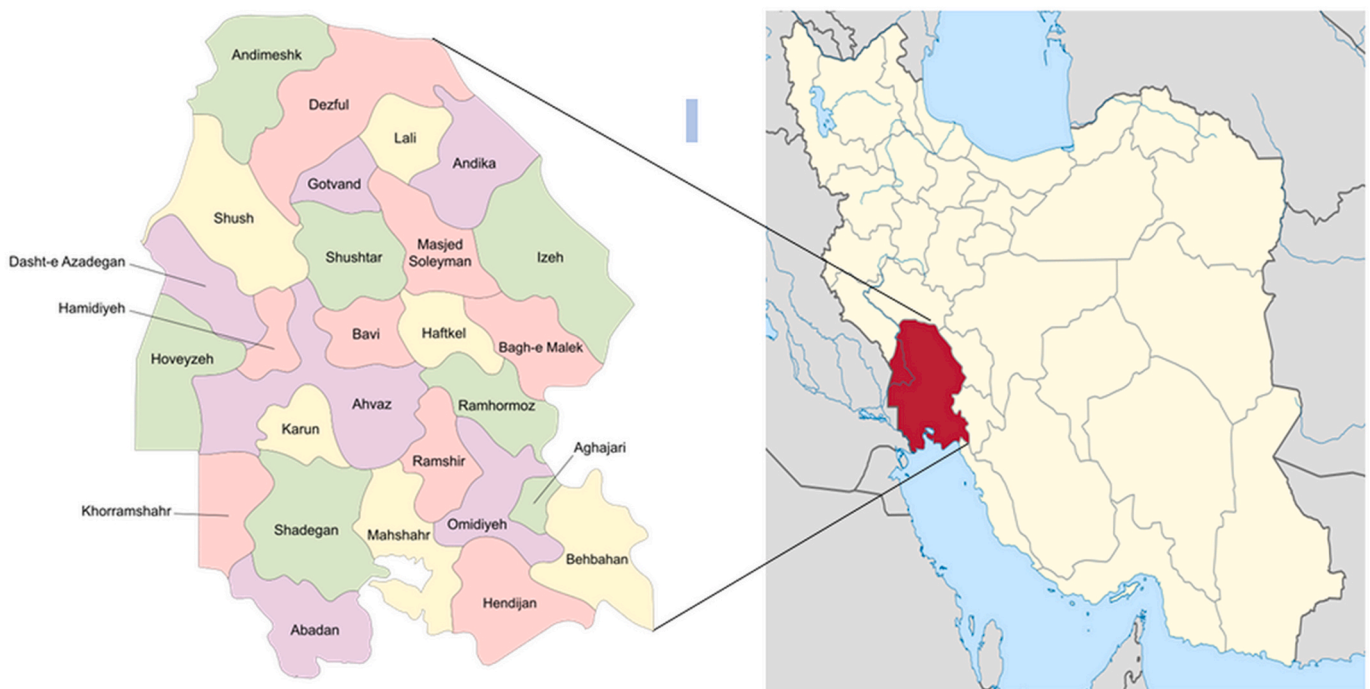 Andimeshk
Dezful
Lali
Andika
Gotvand
Shush
Masjed
Soleyman
Shushtar
Izeh
Dasht-e Azadegan
Hamidiyeh
Bavi
Haftkel
Bagh-e Malek
Hoveyzeh
Ahvaz
Ramhormoz
Karun
Aghajari
Ramshir
Khorramshahr
Shadegan
Mahshahr
Omidiyeh
Behbahan
Hendijan
Abadan